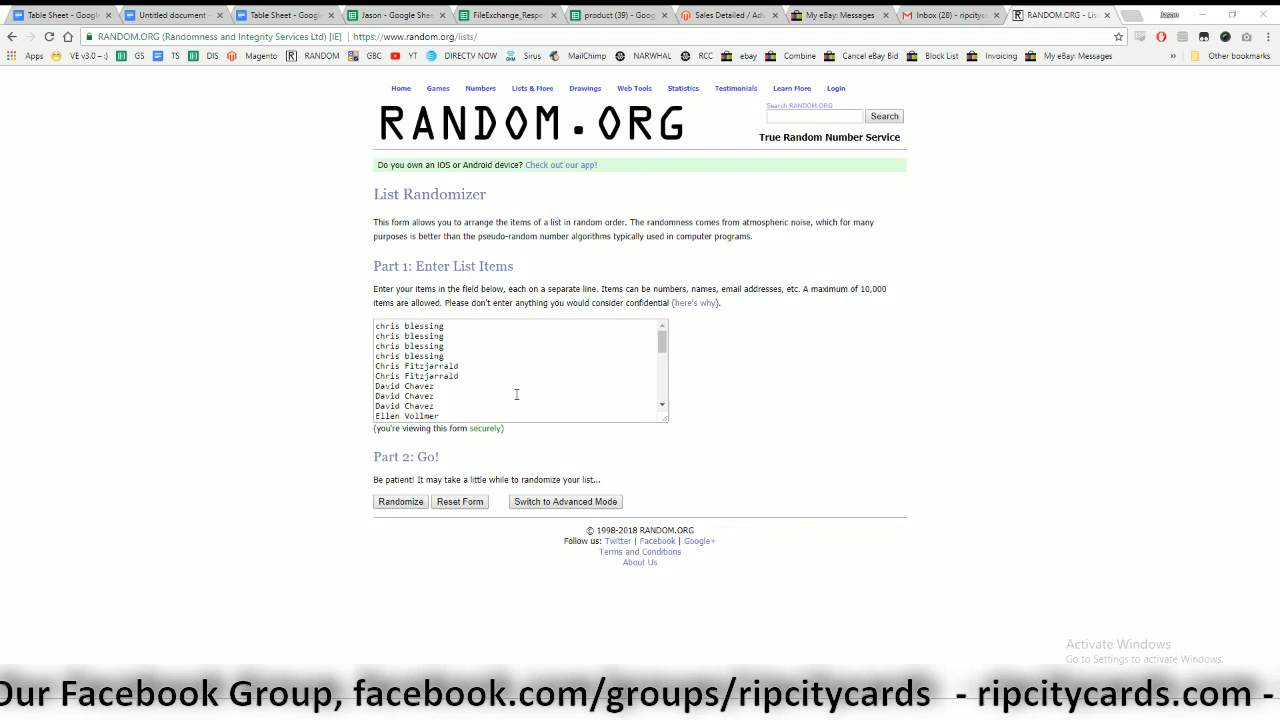 Table Sheet - Google
Untitled document -
Table Sheet - Google
Jason - Google Shee
FileExchange_Respo
product (39) - Goog
Sales Detailed / Adv
My eBay: Messages
Inbox (28) - ripcityc
RANDOM.ORG - List
Jason
RANDOM.ORG (Randomness and Integrity Services Ltd) [IE] | https://www.random.org/lists/
Apps VE v3.0 --:) GS TS DIS Magento RANDOM GBC YT DIRECTV NOW Sirus MailChimp NARWHAL RCC ebay Combine Cancel eBay Bid Block List Invoicing My eBay: Messages » Other bookmarks
Home Games Numbers Lists & More Drawings Web Tools Statistics Testimonials Learn More Login
RANDOM.ORG
Search RANDOM.ORG
Search
True Random Number Service
Do you own an iOS or Android device? Check out our app!
List Randomizer
This form allows you to arrange the items of a list in random order. The randomness comes from atmospheric noise, which for many
purposes is better than the pseudo-random number algorithms typically used in computer programs.
Part 1: Enter List Items
Enter your items in the field below, each on a separate line. Items can be numbers, names, email addresses, etc. A maximum of 10,000
items are allowed. Please don't enter anything you would consider confidential (here's why).
chris blessing
chris blessing
chris blessing
chris blessing
Chris Fitzjarrald
Chris Fitzjarrald
David Chavez
David Chavez
David Chavez
Ellen Vollmer
(you're viewing this form securely)
Part 2: Go!
Be patient! It may take a little while to randomize your list...
Randomize Reset Form Switch to Advanced Mode
© 1998-2018 RANDOM.ORG
Follow us: Twitter | Facebook | Google+
Terms and Conditions
About Us
Activate Windows
Go to Settings to activate Windows.
Our Facebook Group, facebook.com/groups/ripcitycards - ripcitycards.com -